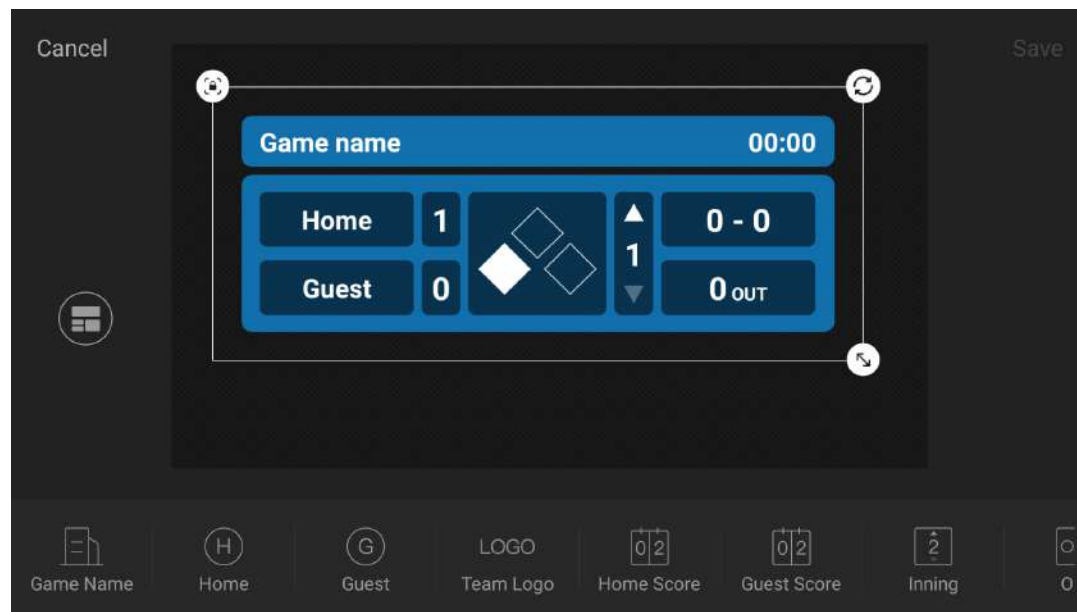 Cancel
Save
Game name 00:00
Home 1 1 0 - 0
Guest 0 0 OUT
H
G
LOGO
0 2
0 2
2
Game Name
Home
Guest
Team Logo
Home Score
Guest Score
Inning